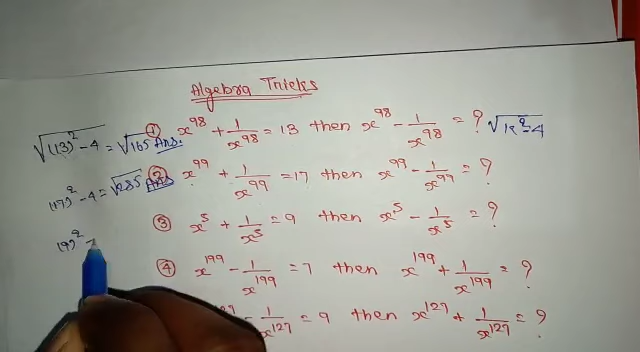 Algebra Tricks
√(13)² - 4 = √165 Ans. ① x⁹⁸ + 1/x⁹⁸ = 13 then x⁹⁸ - 1/x⁹⁸ = ? √k² - 4
(17)² - 4 = √285 Ans ② x⁹⁹ + 1/x⁹⁹ = 17 then x⁹⁹ - 1/x⁹⁹ = ?
③ x⁵ + 1/x⁵ = 9 then x⁵ - 1/x⁵ = ?
(9)² -
④ x¹⁹⁹ - 1/x¹⁹⁹ = 7 then x¹⁹⁹ + 1/x¹⁹⁹ = ?
- 1/x¹²⁷ = 9 then x¹²⁷ + 1/x¹²⁷ = ?